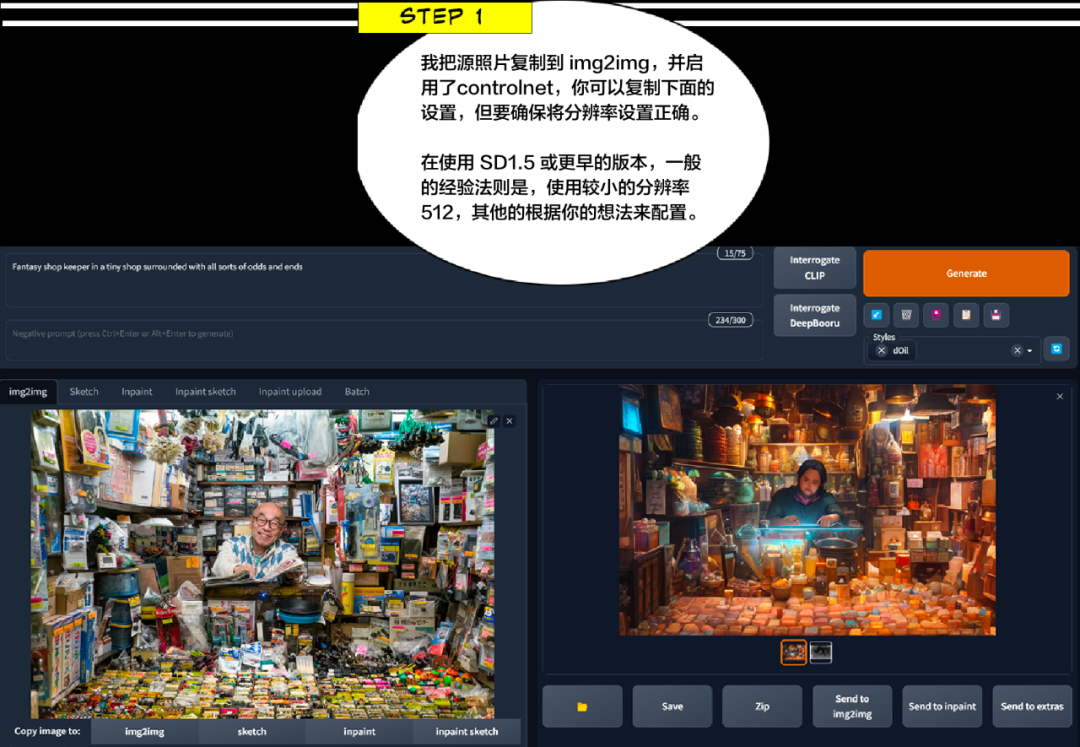 STEP 1
我把源照片复制到 img2img，并启
用了controlnet，你可以复制下面的
设置，但要确保将分辨率设置正确。
在使用 SD1.5 或更早的版本，一般
的经验法则是，使用较小的分辨率
512，其他的根据你的想法来配置。
15/75
Fantasy shop keeper in a tiny shop surrounded with all sorts of odds and ends
234/300
Negative prompt (press Ctrl+Enter or Alt+Enter to generate)
Interrogate
CLIP
Interrogate
DeepBooru
Generate
Styles
dOil
img2img
Sketch
Inpaint
Inpaint sketch
Inpaint upload
Batch
Copy image to:
img2img
sketch
inpaint
inpaint sketch
Save
Zip
Send to
img2img
Send to inpaint
Send to extras